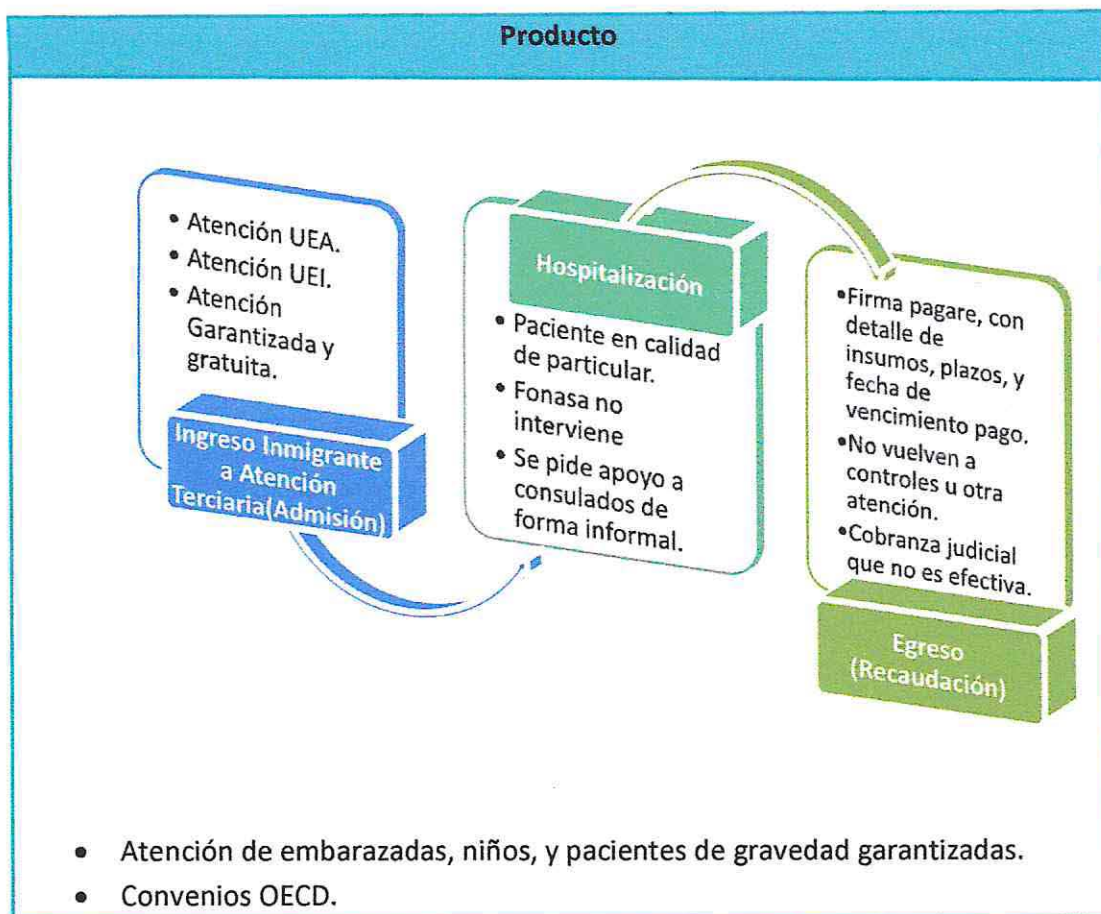 Producto
• Atención UEA.
• Atención UEI.
• Atención
Garantizada y
gratuita.
Ingreso Inmigrante
a Atención
Terciaria(Admisión)
Hospitalización
• Paciente en calidad
de particular.
• Fonasa no
interviene
• Se pide apoyo a
consulados de
forma informal.
•Firma pagare, con
detalle de
insumos, plazos, y
fecha de
vencimiento pago.
•No vuelven a
controles u otra
atención.
•Cobranza judicial
que no es efectiva.
Egreso
(Recaudación)
• Atención de embarazadas, niños, y pacientes de gravedad garantizadas.
• Convenios OECD.